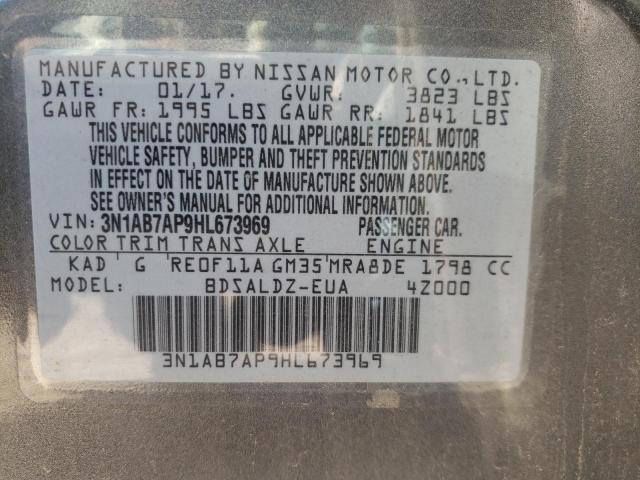 MANUFACTURED BY NISSAN MOTOR CO.,LTD.
DATE: 01/17. GVWR: 3823 LBS
GAWR FR: 1995 LBS GAWR RR: 1841 LBS
THIS VEHICLE CONFORMS TO ALL APPLICABLE FEDERAL MOTOR
VEHICLE SAFETY, BUMPER AND THEFT PREVENTION STANDARDS
IN EFFECT ON THE DATE OF MANUFACTURE SHOWN ABOVE.
SEE OWNER'S MANUAL FOR ADDITIONAL INFORMATION.
VIN: 3N1AB7AP9HL673969 PASSENGER CAR.
COLOR TRIM TRANS AXLE ENGINE
KAD G RE0F11A GM35 MRA8DE 1798 CC
MODEL: BDSALDZ-EUA 4Z000
3N1AB7AP9HL673969